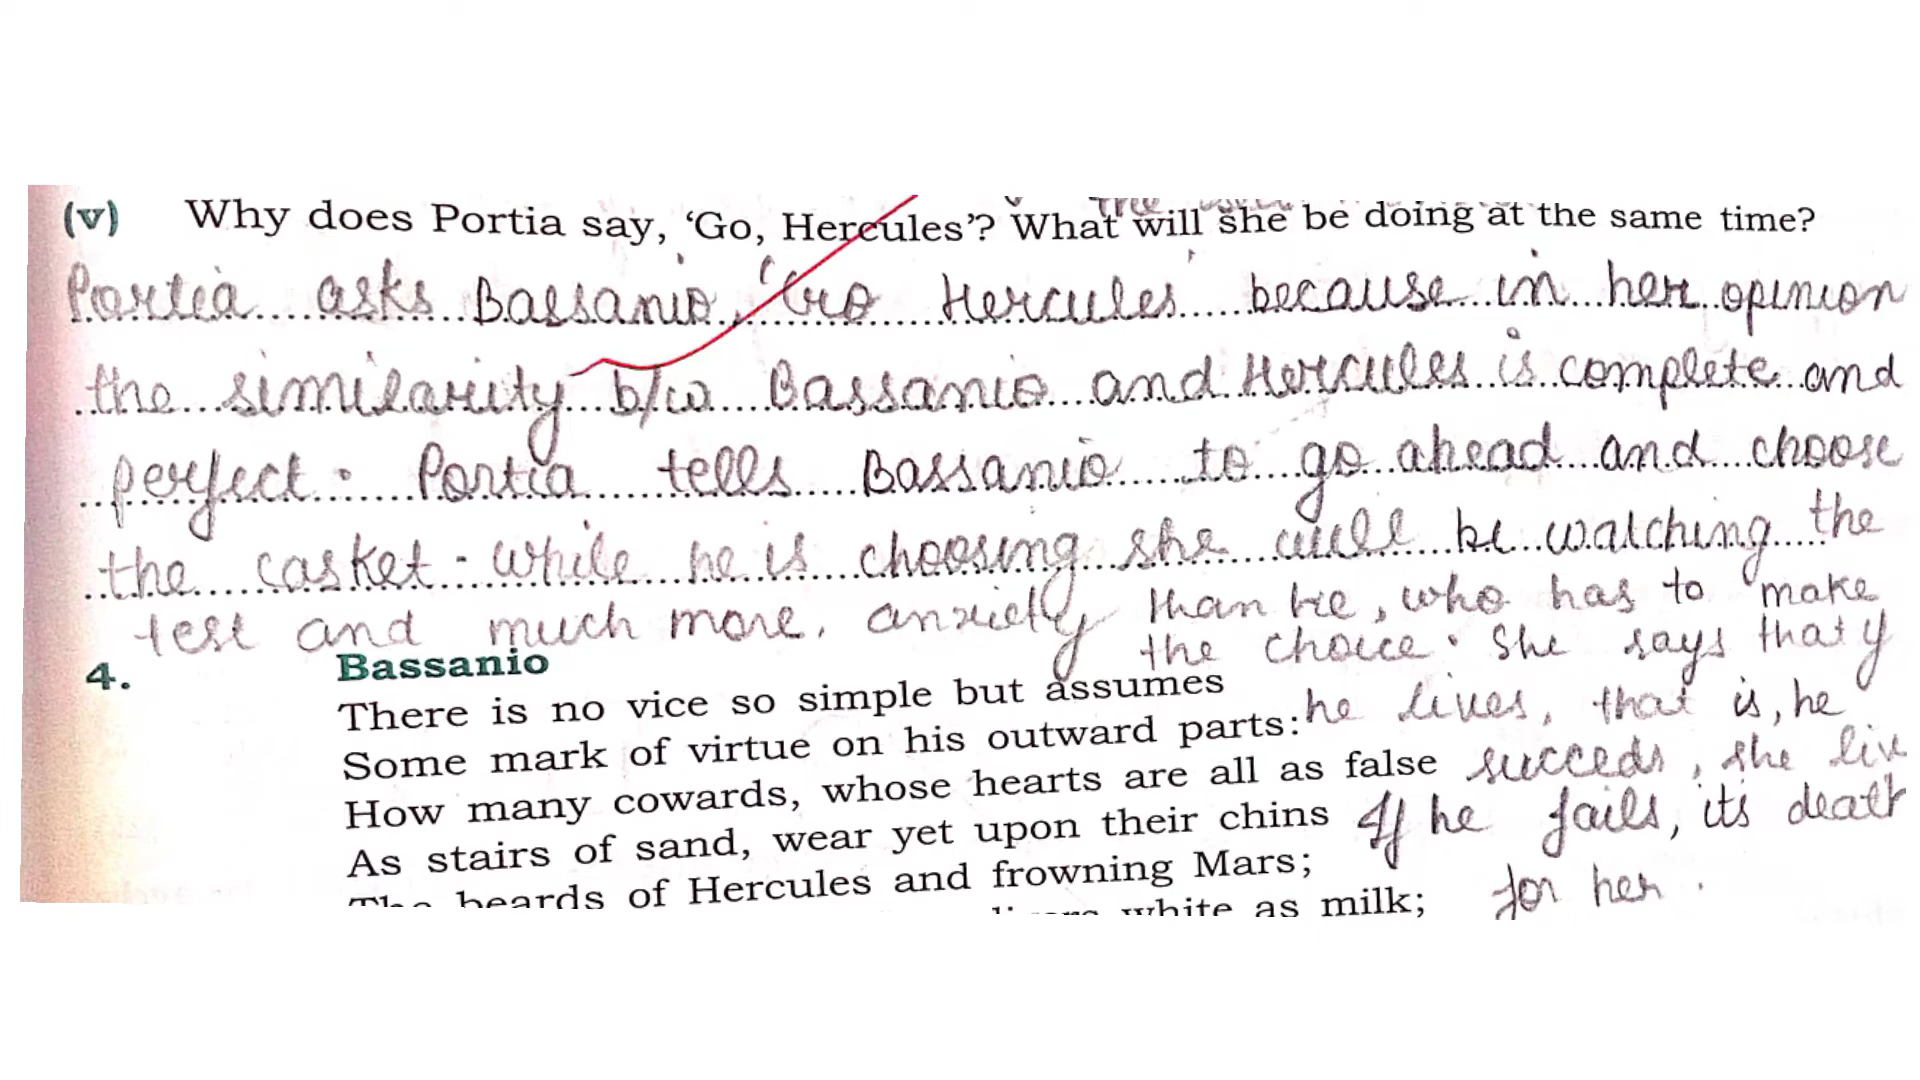 (v) Why does Portia say, ‘Go, Hercules’? What will she be doing at the same time?
Portia asks Bassanio, 'Go Hercules' because in her opinion
the similarity b/w Bassanio and Hercules is complete and
perfect. Portia tells Bassanio to go ahead and choose
the casket. while he is choosing she will be watching the
test and much more. anxietly than he, who has to make
the choice. She says that if
4. Bassanio
There is no vice so simple but assumes
he lives, that is, he
Some mark of virtue on his outward parts:
succeds, she live
How many cowards, whose hearts are all as false
If he fails, its death
As stairs of sand, wear yet upon their chins
for her.
The beards of Hercules and frowning Mars;
white as milk;